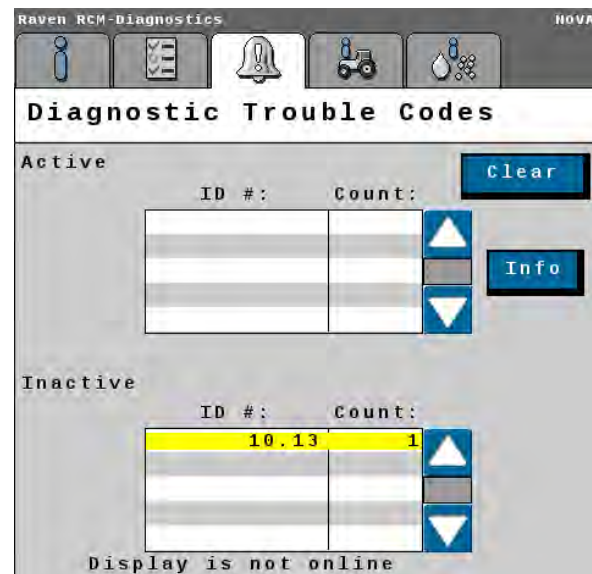 Raven RCM-Diagnostics NOVA
Diagnostic Trouble Codes
Active
Clear
ID #: Count:
Info
Inactive
ID #: Count:
10.13 1
Display is not online